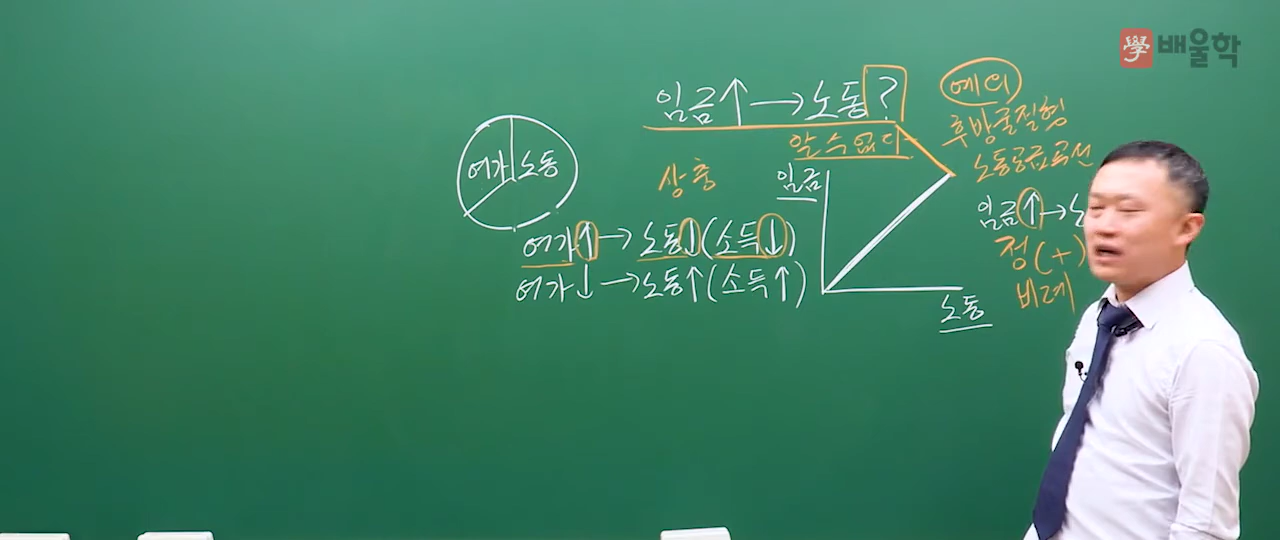 學 배울학
임금↑→노동?
예외
후방굴절형
노동공급곡선
알 수 없다
상충
여가 노동
임금
임금↑→노
정(+)
비례
여가↑→노동↓(소득↓)
여가↓→노동↑(소득↑)
노동